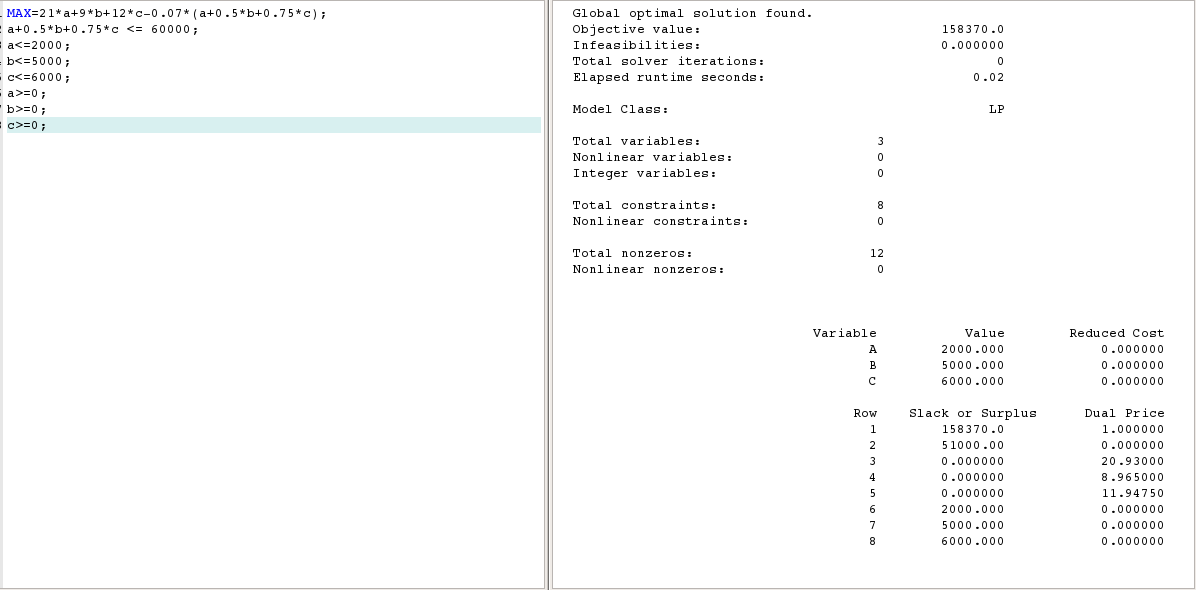 MAX=21*a+9*b+12*c-0.07*(a+0.5*b+0.75*c);
a+0.5*b+0.75*c <= 60000;
a<=2000;
b<=5000;
c<=6000;
a>=0;
b>=0;
c>=0;
Global optimal solution found.
Objective value: 158370.0
Infeasibilities: 0.000000
Total solver iterations: 0
Elapsed runtime seconds: 0.02
Model Class: LP
Total variables: 3
Nonlinear variables: 0
Integer variables: 0
Total constraints: 8
Nonlinear constraints: 0
Total nonzeros: 12
Nonlinear nonzeros: 0
Variable Value Reduced Cost
A 2000.000 0.000000
B 5000.000 0.000000
C 6000.000 0.000000
Row Slack or Surplus Dual Price
1 158370.0 1.000000
2 51000.00 0.000000
3 0.000000 20.93000
4 0.000000 8.965000
5 0.000000 11.94750
6 2000.000 0.000000
7 5000.000 0.000000
8 6000.000 0.000000